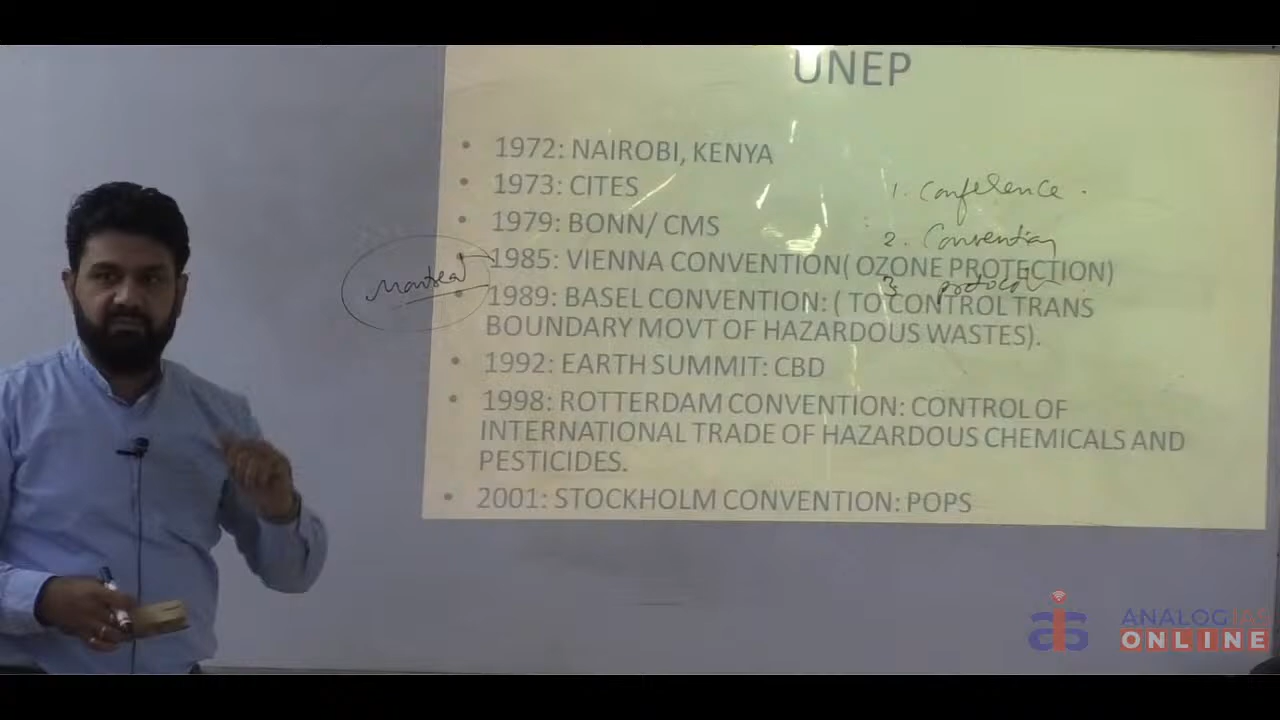 UNEP
• 1972: NAIROBI, KENYA
• 1973: CITES
1. Conference.
• 1979: BONN/ CMS
2. Convention
1985: VIENNA CONVENTION( OZONE PROTECTION)
Montreal
3 protocol
• 1989: BASEL CONVENTION: ( TO CONTROL TRANS
BOUNDARY MOVT OF HAZARDOUS WASTES).
• 1992: EARTH SUMMIT: CBD
• 1998: ROTTERDAM CONVENTION: CONTROL OF
INTERNATIONAL TRADE OF HAZARDOUS CHEMICALS AND
PESTICIDES.
• 2001: STOCKHOLM CONVENTION: POPS
ANALOG IAS
ONLINE